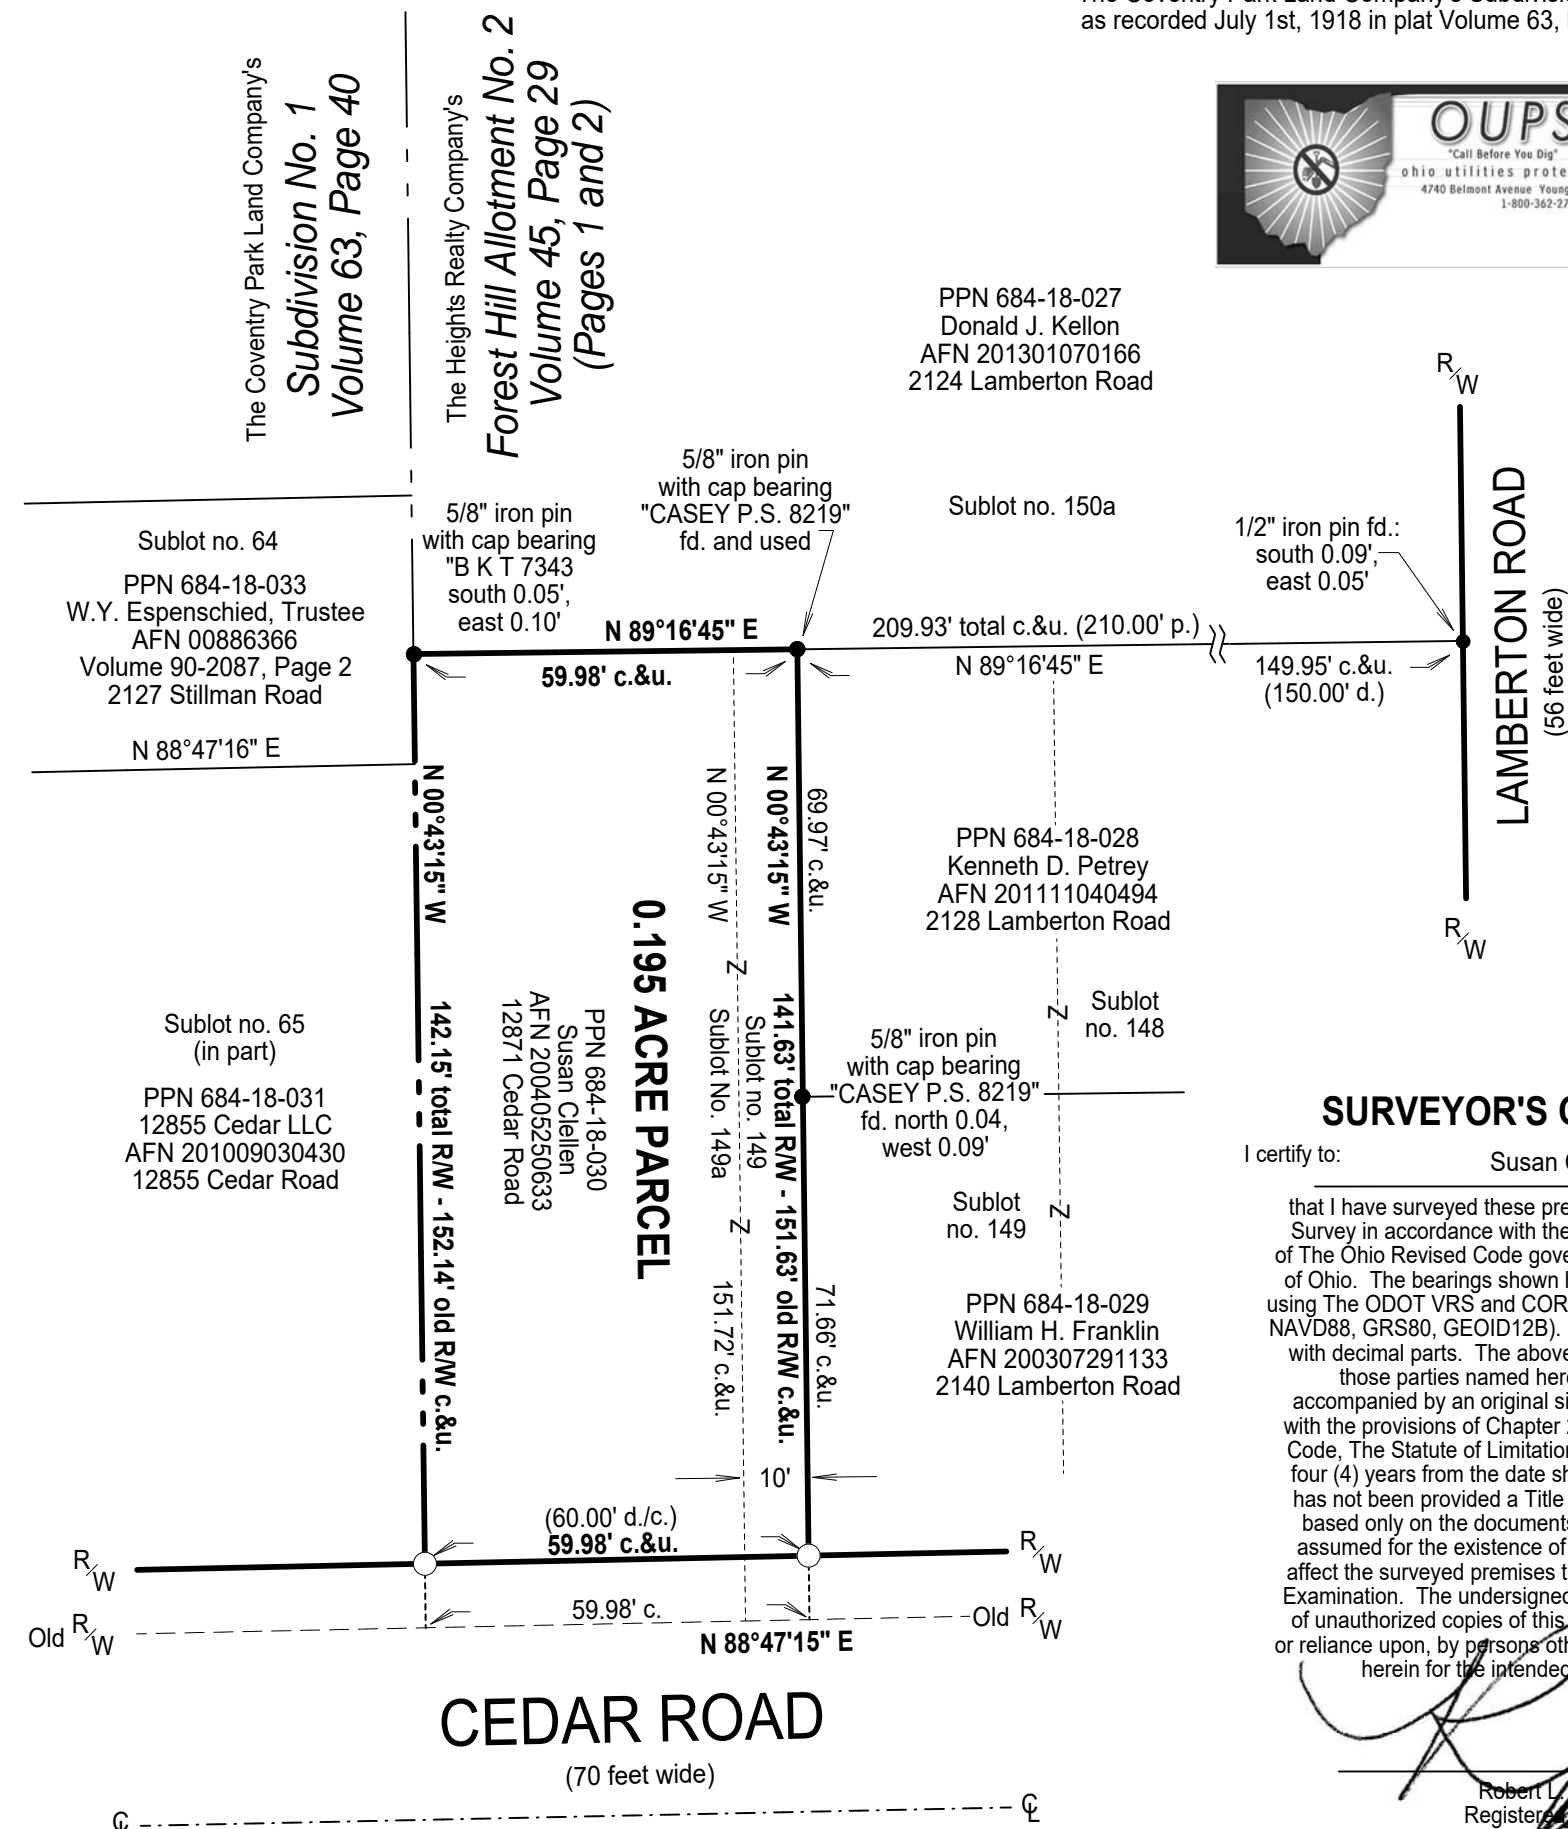 as recorded July 1st, 1918 in plat Volume 63,
The Coventry Park Land Company's
Subdivision No. 1
Volume 63, Page 40
The Heights Realty Company's
Forest Hill Allotment No. 2
Volume 45, Page 29
(Pages 1 and 2)
OUPS
"Call Before You Dig"
ohio utilities prote
4740 Belmont Avenue Young
1-800-362-27
PPN 684-18-027
Donald J. Kellon
AFN 201301070166
2124 Lamberton Road
R/W
5/8" iron pin
with cap bearing
"CASEY P.S. 8219"
fd. and used
Sublot no. 150a
5/8" iron pin
with cap bearing
"B K T 7343
south 0.05',
east 0.10'
1/2" iron pin fd.:
south 0.09',
east 0.05'
LAMBERTON ROAD
(56 feet wide)
Sublot no. 64
PPN 684-18-033
W.Y. Espenschied, Trustee
AFN 00886366
Volume 90-2087, Page 2
2127 Stillman Road
N 88°47'16" E
N 89°16'45" E
59.98' c.&u.
209.93' total c.&u. (210.00' p.)
N 89°16'45" E
149.95' c.&u.
(150.00' d.)
R/W
N 00°43'15" W
142.15' total R/W - 152.14' old R/W c.&u.
N 00°43'15" W
Z
Z
151.72' c.&u.
N 00°43'15" W
141.63' total R/W - 151.63' old R/W c.&u.
69.97' c.&u.
71.66' c.&u.
0.195 ACRE PARCEL
PPN 684-18-030
Susan Clellen
AFN 200405250633
12871 Cedar Road
Sublot no. 149
Sublot No. 149a
PPN 684-18-028
Kenneth D. Petrey
AFN 201111040494
2128 Lamberton Road
Z
Sublot
no. 148
Sublot no. 65
(in part)
PPN 684-18-031
12855 Cedar LLC
AFN 201009030430
12855 Cedar Road
5/8" iron pin
with cap bearing
"CASEY P.S. 8219"
fd. north 0.04,
west 0.09'
Sublot
no. 149
Z
PPN 684-18-029
William H. Franklin
AFN 200307291133
2140 Lamberton Road
10'
(60.00' d./c.)
59.98' c.&u.
R/W
R/W
59.98' c.
Old R/W
Old R/W
N 88°47'15" E
CEDAR ROAD
(70 feet wide)
CL
CL
SURVEYOR'S
I certify to:
Susan
that I have surveyed these pre
Survey in accordance with the
of The Ohio Revised Code gove
of Ohio. The bearings shown
using The ODOT VRS and COR
NAVD88, GRS80, GEOID12B).
with decimal parts. The above
those parties named here
accompanied by an original si
with the provisions of Chapter
Code, The Statute of Limitation
four (4) years from the date sh
has not been provided a Title
based only on the documents
assumed for the existence of
affect the surveyed premises t
Examination. The undersigned
of unauthorized copies of this
or reliance upon, by persons oth
herein for the intended
Robert L.
Registere